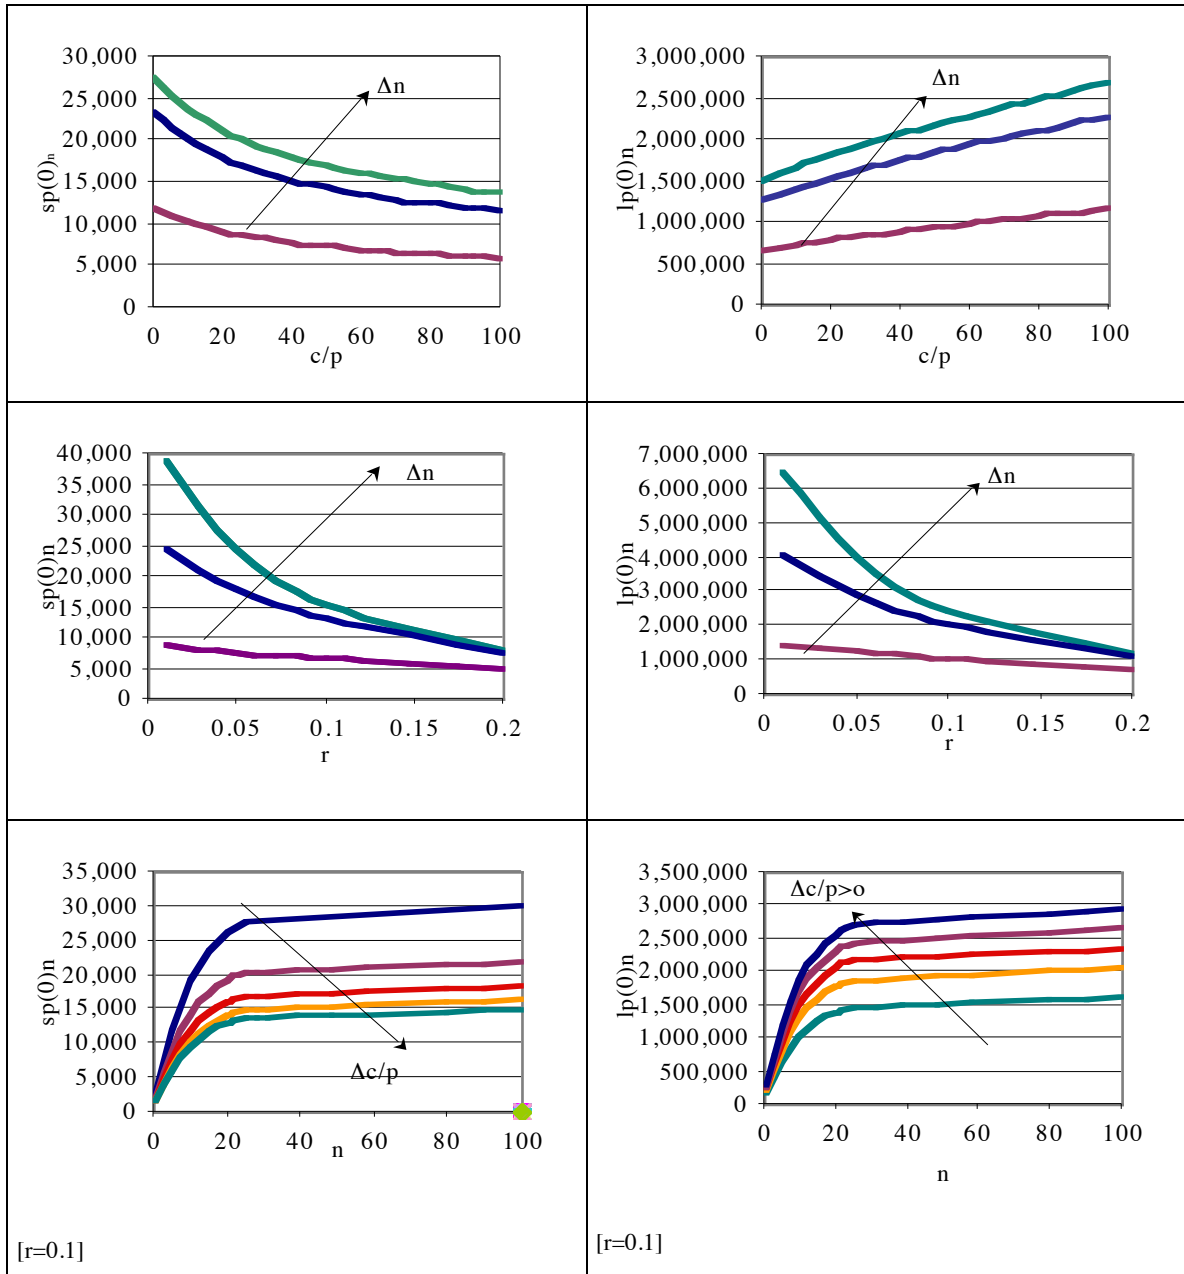 30,000
25,000
20,000
15,000
10,000
5,000
0
sp(0)n
Δn
0 20 40 60 80 100
c/p
3,000,000
2,500,000
2,000,000
1,500,000
1,000,000
500,000
0
lp(0)n
Δn
0 20 40 60 80 100
c/p
40,000
35,000
30,000
25,000
20,000
15,000
10,000
5,000
0
sp(0)n
Δn
0 0.05 0.1 0.15 0.2
r
7,000,000
6,000,000
5,000,000
4,000,000
3,000,000
2,000,000
1,000,000
0
lp(0)n
Δn
0 0.05 0.1 0.15 0.2
r
35,000
30,000
25,000
20,000
15,000
10,000
5,000
0
sp(0)n
Δc/p
0 20 40 60 80 100
n
[r=0.1]
3,500,000
3,000,000
2,500,000
2,000,000
1,500,000
1,000,000
500,000
0
lp(0)n
Δc/p>o
0 20 40 60 80 100
n
[r=0.1]